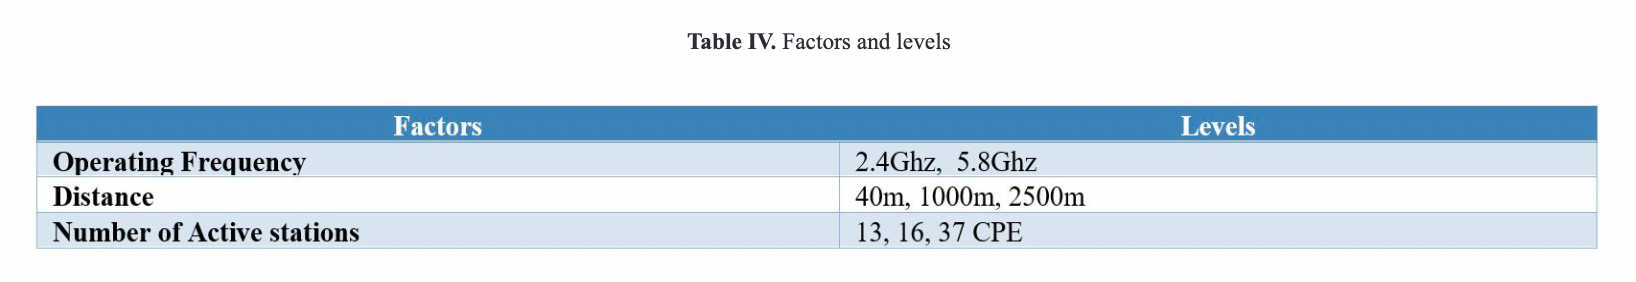 Table IV. Factors and levels
Factors Levels
Operating Frequency 2.4Ghz, 5.8Ghz
Distance 40m, 1000m, 2500m
Number of Active stations 13, 16, 37 CPE